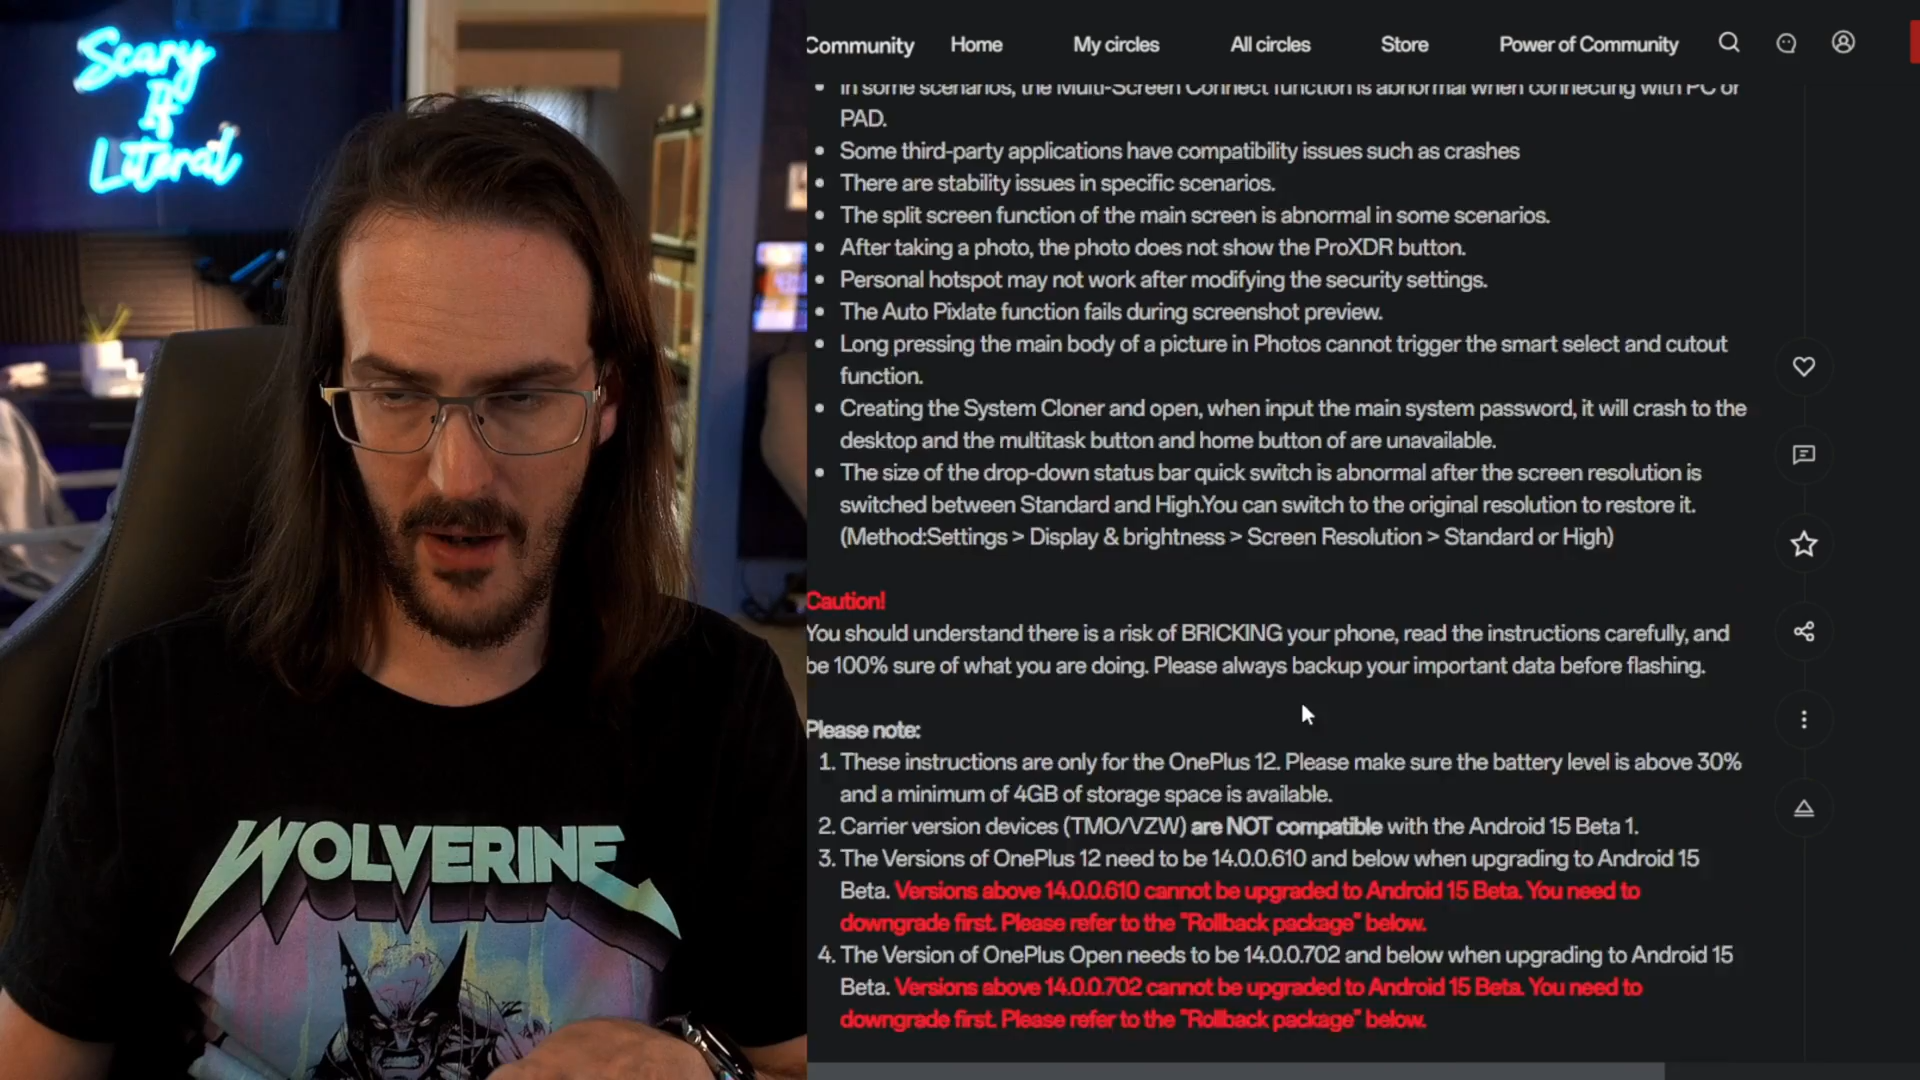 Scary
Is
Literal
WOLVERINE
Community Home My circles All circles Store Power of Community
In some scenarios, the Multi-Screen Connect function is abnormal when connecting with PC or
PAD.
Some third-party applications have compatibility issues such as crashes
There are stability issues in specific scenarios.
The split screen function of the main screen is abnormal in some scenarios.
After taking a photo, the photo does not show the ProXDR button.
Personal hotspot may not work after modifying the security settings.
The Auto Pixlate function fails during screenshot preview.
Long pressing the main body of a picture in Photos cannot trigger the smart select and cutout
function.
Creating the System Cloner and open, when input the main system password, it will crash to the
desktop and the multitask button and home button of are unavailable.
The size of the drop-down status bar quick switch is abnormal after the screen resolution is
switched between Standard and High.You can switch to the original resolution to restore it.
(Method:Settings > Display & brightness > Screen Resolution > Standard or High)
Caution!
You should understand there is a risk of BRICKING your phone, read the instructions carefully, and
be 100% sure of what you are doing. Please always backup your important data before flashing.
Please note:
1. These instructions are only for the OnePlus 12. Please make sure the battery level is above 30%
and a minimum of 4GB of storage space is available.
2. Carrier version devices (TMO/VZW) are NOT compatible with the Android 15 Beta 1.
3. The Versions of OnePlus 12 need to be 14.0.0.610 and below when upgrading to Android 15
Beta. Versions above 14.0.0.610 cannot be upgraded to Android 15 Beta. You need to
downgrade first. Please refer to the "Rollback package" below.
4. The Version of OnePlus Open needs to be 14.0.0.702 and below when upgrading to Android 15
Beta. Versions above 14.0.0.702 cannot be upgraded to Android 15 Beta. You need to
downgrade first. Please refer to the "Rollback package" below.